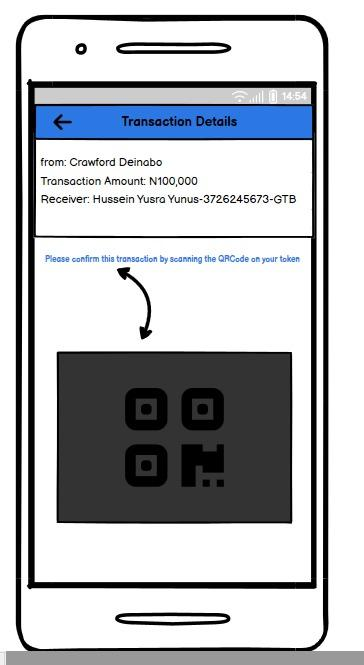 14:54
Transaction Details
from: Crawford Deinabo
Transaction Amount: N100,000
Receiver: Hussein Yusra Yunus-3726245673-GTB
Please confirm this transaction by scanning the QRCode on your token